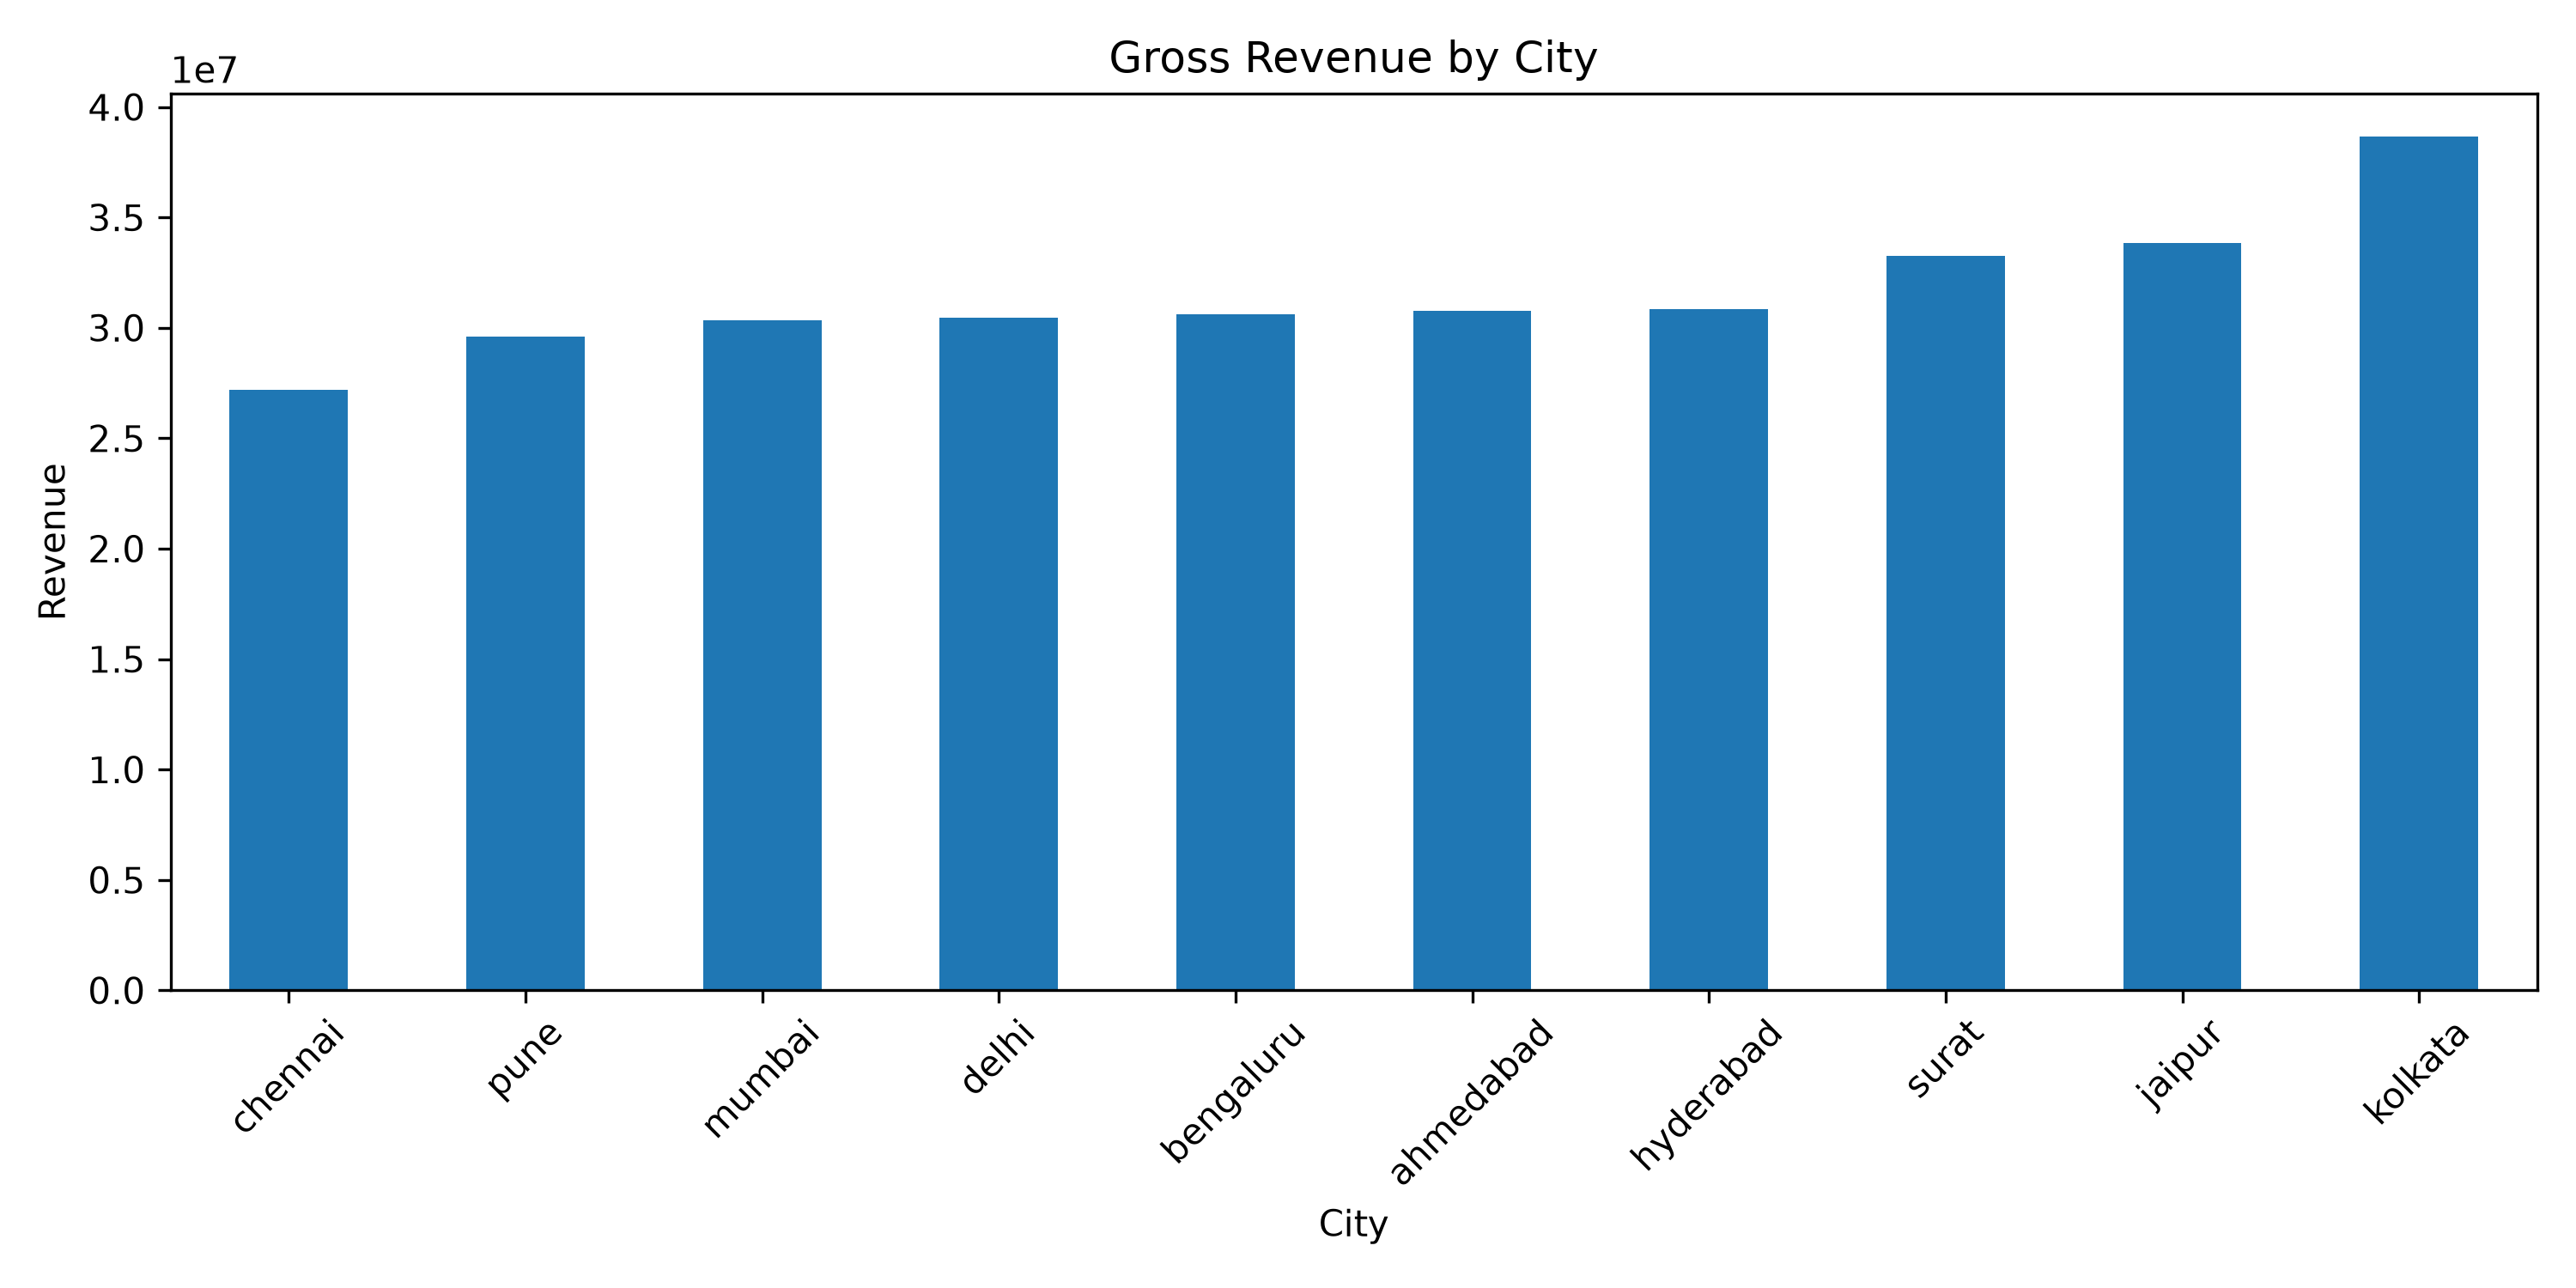 Gross Revenue by City
1e7
4.0
3.5
3.0
2.5
2.0
1.5
1.0
0.5
0.0
Revenue
chennai
pune
mumbai
delhi
bengaluru
ahmedabad
hyderabad
surat
jaipur
kolkata
City